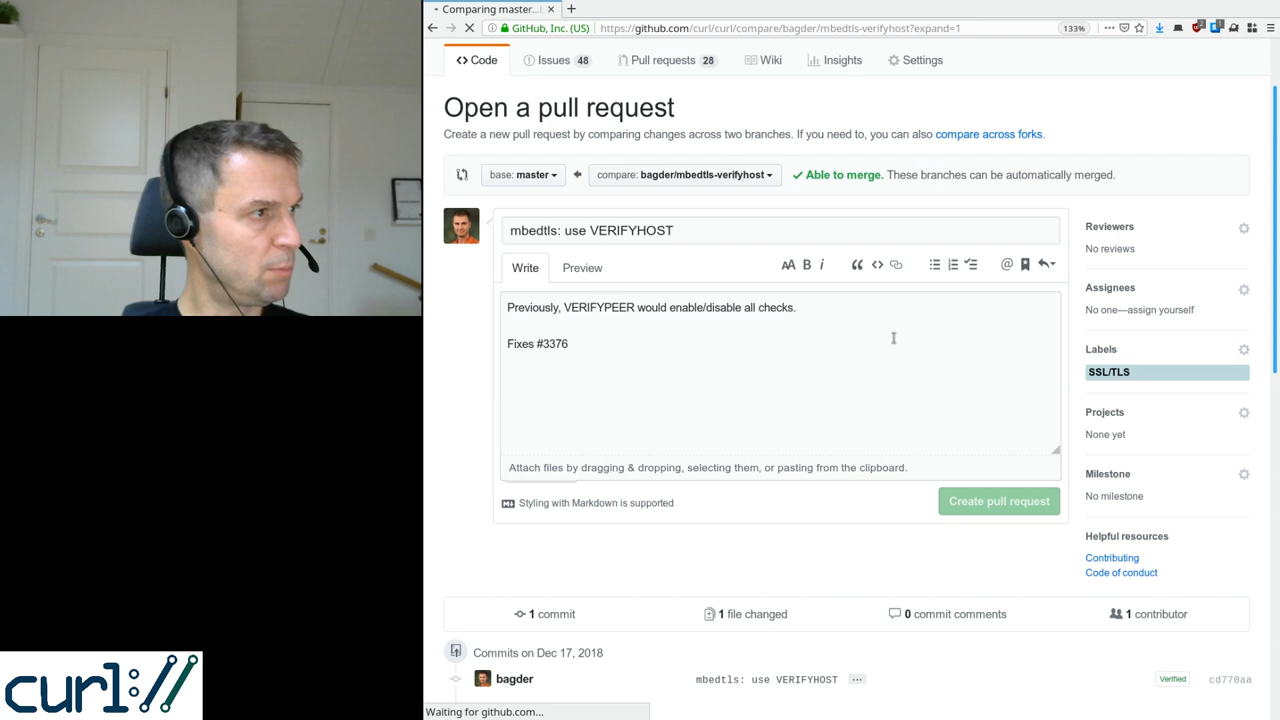 Comparing master...
GitHub, Inc. (US)
https://github.com/curl/curl/compare/bagder/mbedtls-verifyhost?expand=1
133%
Code
Issues 48
Pull requests 28
Wiki
Insights
Settings
Open a pull request
Create a new pull request by comparing changes across two branches. If you need to, you can also compare across forks.
base: master
compare: bagder/mbedtls-verifyhost
Able to merge. These branches can be automatically merged.
mbedtls: use VERIFYHOST
Write
Preview
Previously, VERIFYPEER would enable/disable all checks.
Fixes #3376
Attach files by dragging & dropping, selecting them, or pasting from the clipboard.
Styling with Markdown is supported
Create pull request
Reviewers
No reviews
Assignees
No one—assign yourself
Labels
SSL/TLS
Projects
None yet
Milestone
No milestone
Helpful resources
Contributing
Code of conduct
1 commit
1 file changed
0 commit comments
1 contributor
Commits on Dec 17, 2018
bagder
mbedtls: use VERIFYHOST
Verified
cd770aa
Waiting for github.com...
curl://